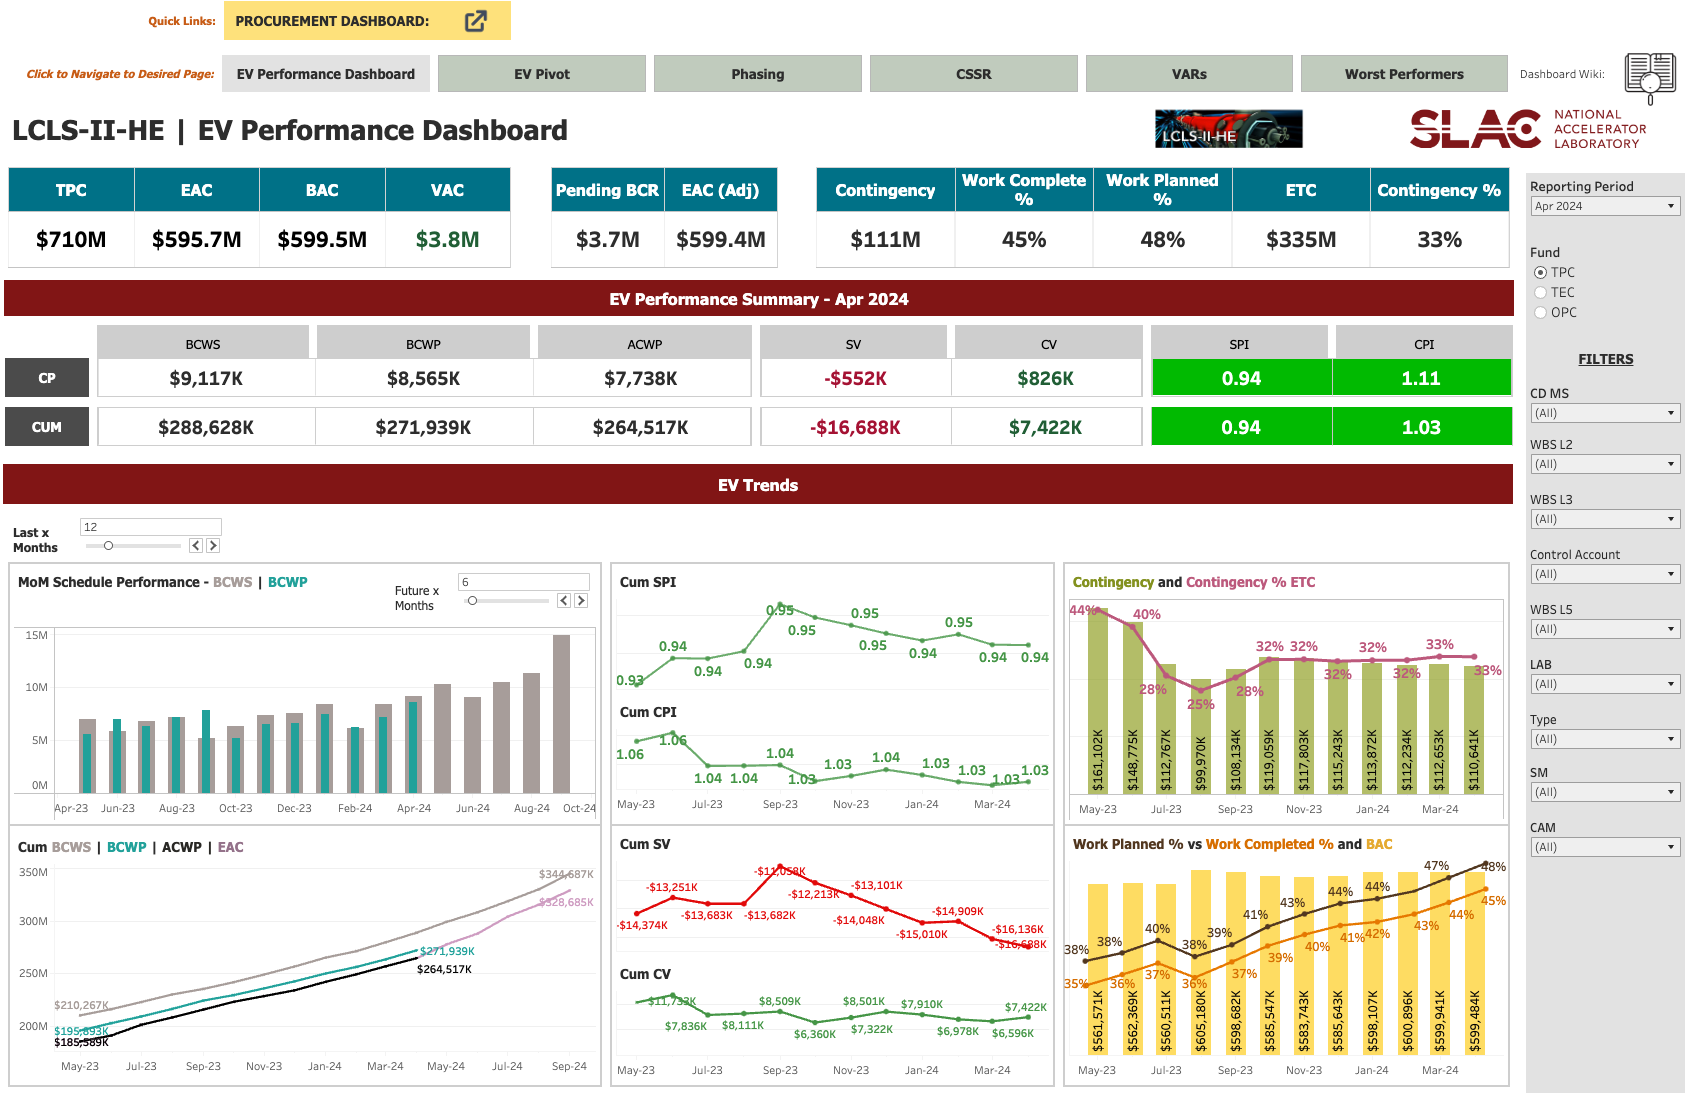 Quick Links:
PROCUREMENT DASHBOARD:
Click to Navigate to Desired Page:
EV Performance Dashboard
EV Pivot
Phasing
CSSR
VARs
Worst Performers
Dashboard Wiki:
LCLS-II-HE | EV Performance Dashboard
LCLS-II-HE
SLAC NATIONAL
ACCELERATOR
LABORATORY
TPC EAC BAC VAC
$710M $595.7M $599.5M $3.8M
Pending BCR EAC (Adj)
$3.7M $599.4M
Contingency Work Complete % Work Planned % ETC Contingency %
$111M 45% 48% $335M 33%
EV Performance Summary - Apr 2024
BCWS BCWP ACWP SV CV SPI CPI
CP $9,117K $8,565K $7,738K -$552K $826K 0.94 1.11
CUM $288,628K $271,939K $264,517K -$16,688K $7,422K 0.94 1.03
EV Trends
Last x
Months
12
MoM Schedule Performance - BCWS | BCWP
Future x
Months
6
15M
10M
5M
0M
Apr-23 Jun-23 Aug-23 Oct-23 Dec-23 Feb-24 Apr-24 Jun-24 Aug-24 Oct-24
Cum SPI
0.93 0.94 0.94 0.94 0.95 0.95 0.95 0.95 0.94 0.95 0.94 0.94
Cum CPI
1.06 1.06 1.04 1.04 1.04 1.03 1.03 1.04 1.03 1.03 1.03 1.03
May-23 Jul-23 Sep-23 Nov-23 Jan-24 Mar-24
Contingency and Contingency % ETC
44% 40% 28% 25% 28% 32% 32% 32% 32% 32% 33% 33%
$161,102K $148,775K $112,767K $99,970K $108,134K $119,059K $117,803K $115,243K $113,872K $112,234K $112,653K $110,641K
May-23 Jul-23 Sep-23 Nov-23 Jan-24 Mar-24
Cum BCWS | BCWP | ACWP | EAC
350M
300M
250M
200M
$344,687K
$328,685K
$271,939K
$264,517K
$210,267K
$195,893K
$185,589K
May-23 Jul-23 Sep-23 Nov-23 Jan-24 Mar-24 May-24 Jul-24 Sep-24
Cum SV
-$14,374K -$13,251K -$13,683K -$13,682K -$11,058K -$12,213K -$13,101K -$14,048K -$15,010K -$14,909K -$16,136K -$16,688K
Cum CV
$11,733K $7,836K $8,111K $8,509K $6,360K $7,322K $8,501K $7,910K $6,978K $6,596K $7,422K
May-23 Jul-23 Sep-23 Nov-23 Jan-24 Mar-24
Work Planned % vs Work Completed % and BAC
38% 38% 40% 38% 39% 41% 43% 44% 44% 47% 48%
35% 36% 37% 36% 37% 39% 40% 41% 42% 43% 44% 45%
$561,571K $562,369K $560,511K $605,180K $598,682K $585,547K $583,743K $585,643K $598,107K $600,896K $599,941K $599,484K
May-23 Jul-23 Sep-23 Nov-23 Jan-24 Mar-24
Reporting Period
Apr 2024
Fund
TPC
TEC
OPC
FILTERS
CD MS
(All)
WBS L2
(All)
WBS L3
(All)
Control Account
(All)
WBS L5
(All)
LAB
(All)
Type
(All)
SM
(All)
CAM
(All)